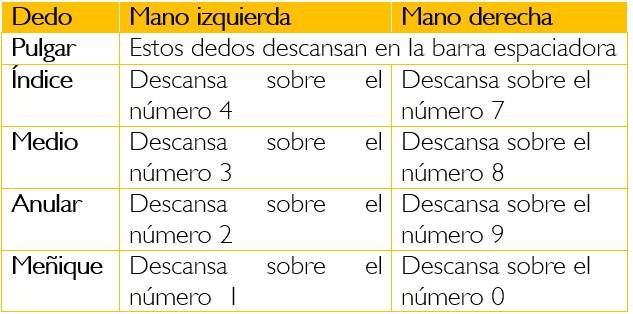 Dedo Mano izquierda Mano derecha
Pulgar Estos dedos descansan en la barra espaciadora
Índice Descansa sobre el Descansa sobre el
número 4 número 7
Medio Descansa sobre el Descansa sobre el
número 3 número 8
Anular Descansa sobre el Descansa sobre el
número 2 número 9
Meñique Descansa sobre el Descansa sobre el
número 1 número 0